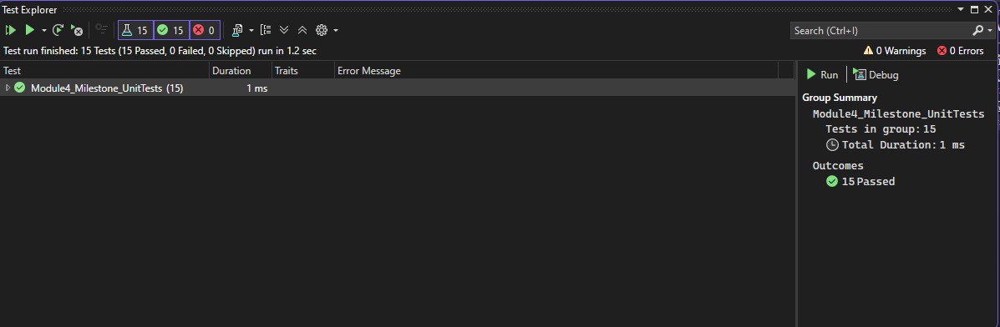 Test Explorer
15 15 0
Search (Ctrl+I)
Test run finished: 15 Tests (15 Passed, 0 Failed, 0 Skipped) run in 1.2 sec
0 Warnings 0 Errors
Test Duration Traits Error Message
Module4_Milestone_UnitTests (15) 1 ms
Run Debug
Group Summary
Module4_Milestone_UnitTests
Tests in group: 15
Total Duration: 1 ms
Outcomes
15 Passed